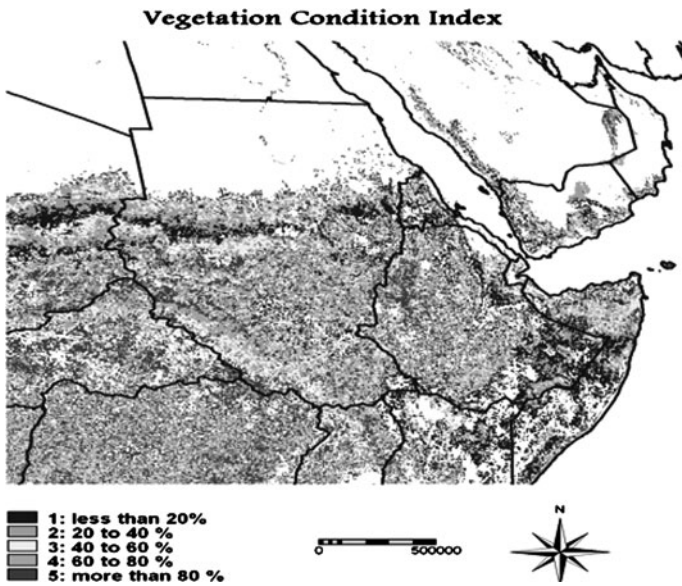 Vegetation Condition Index
1: less than 20%
2: 20 to 40 %
3: 40 to 60 %
4: 60 to 80 %
5: more than 80 %
0 500000
N